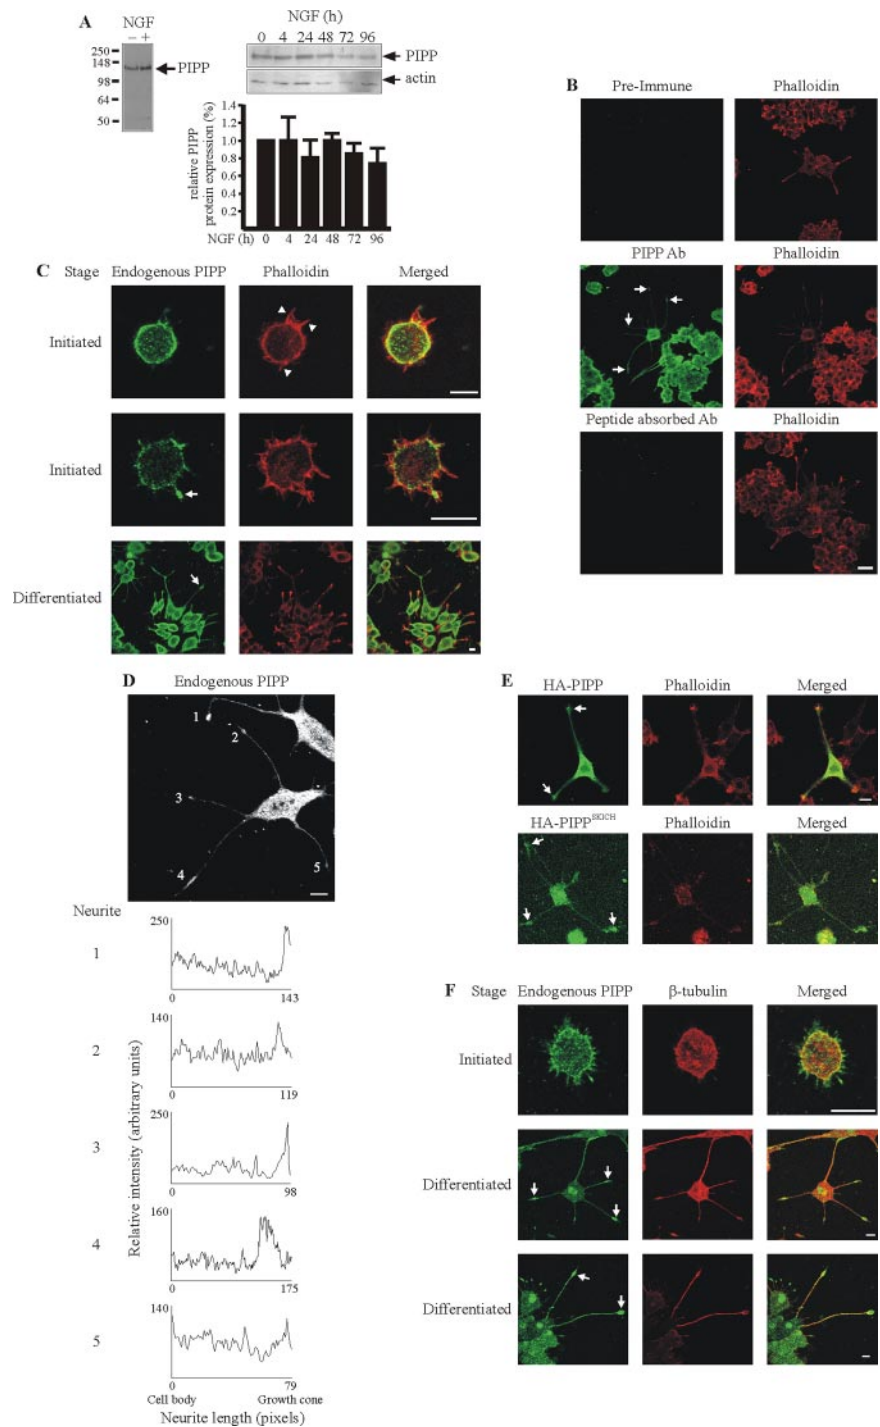 A
NGF
– +
250
148
98
64
50
PIPP
NGF (h)
0 4 24 48 72 96
PIPP
actin
relative PIPP
protein expression (%)
1.4
1.2
1.0
0.8
0.6
0.4
0.2
NGF (h) 0 4 24 48 72 96
B
Pre-Immune Phalloidin
PIPP Ab Phalloidin
Peptide absorbed Ab Phalloidin
C Stage Endogenous PIPP Phalloidin Merged
Initiated
Initiated
Differentiated
D
Endogenous PIPP
1
2
3
4
5
Neurite
Relative intensity (arbitrary units)
1
250
0 143
2
140
0 119
3
250
0 98
4
160
0 175
5
140
0 79
Cell body Growth cone
Neurite length (pixels)
E
HA-PIPP Phalloidin Merged
HA-PIPPSKICH Phalloidin Merged
F Stage Endogenous PIPP β-tubulin Merged
Initiated
Differentiated
Differentiated